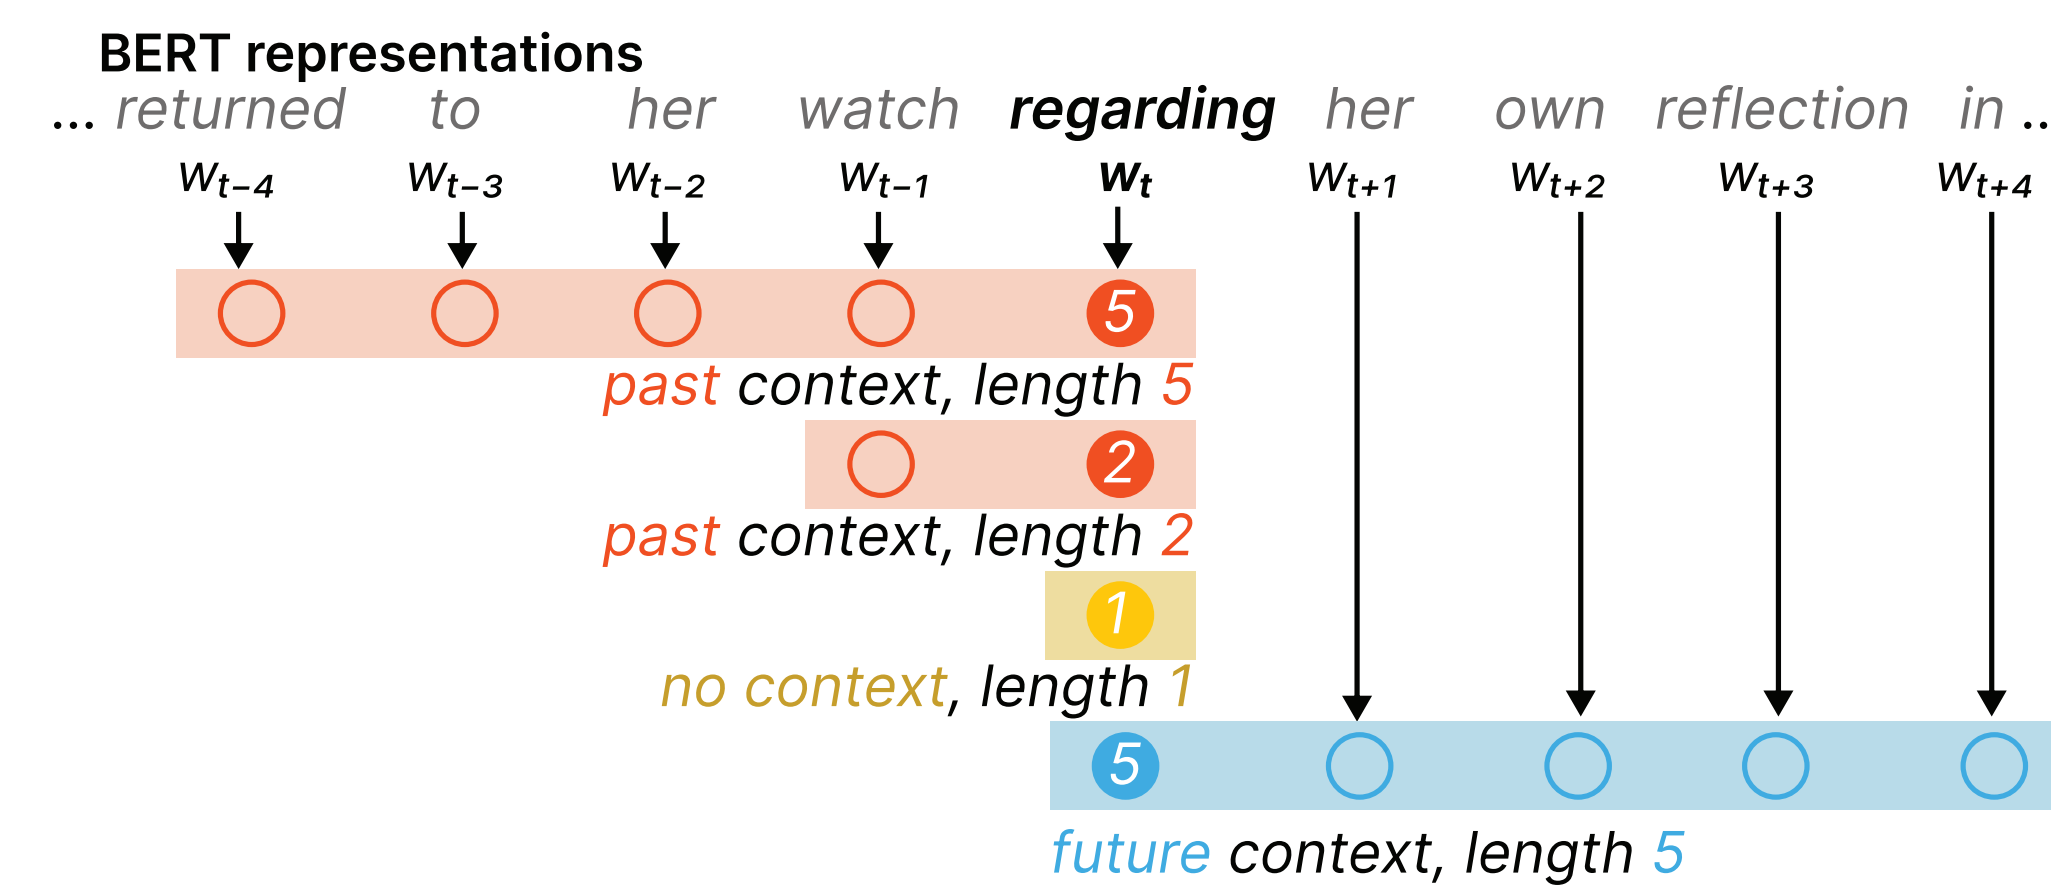 BERT representations
... returned to her watch regarding her own reflection in ..
wt−4 wt−3 wt−2 wt−1 wt wt+1 wt+2 wt+3 wt+4
5
past context, length 5
2
past context, length 2
1
no context, length 1
5
future context, length 5